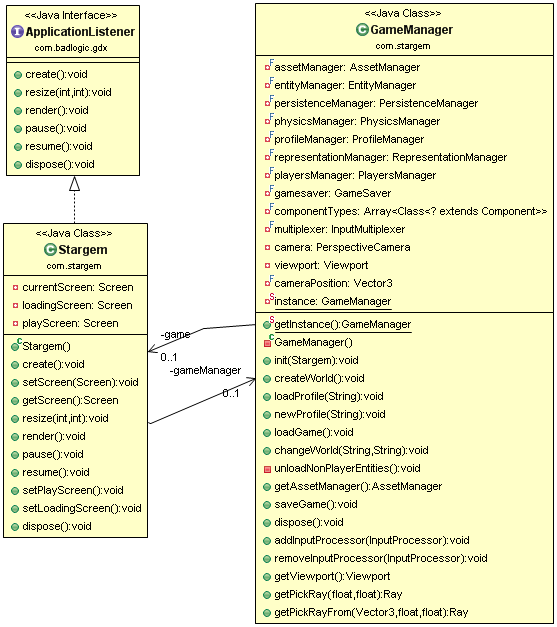 <<Java Interface>>
I ApplicationListener
com.badlogic.gdx
create():void
resize(int,int):void
render():void
pause():void
resume():void
dispose():void
<<Java Class>>
C Stargem
com.stargem
currentScreen: Screen
loadingScreen: Screen
playScreen: Screen
C Stargem()
create():void
setScreen(Screen):void
getScreen():Screen
resize(int,int):void
render():void
pause():void
resume():void
setPlayScreen():void
setLoadingScreen():void
dispose():void
-game
0..1
-gameManager
0..1
<<Java Class>>
C GameManager
com.stargem
F assetManager: AssetManager
F entityManager: EntityManager
F persistenceManager: PersistenceManager
F physicsManager: PhysicsManager
F profileManager: ProfileManager
F representationManager: RepresentationManager
F playersManager: PlayersManager
F gamesaver: GameSaver
F componentTypes: Array<Class<? extends Component>>
F multiplexer: InputMultiplexer
camera: PerspectiveCamera
viewport: Viewport
F cameraPosition: Vector3
S instance: GameManager
S getInstance():GameManager
C GameManager()
init(Stargem):void
createWorld():void
loadProfile(String):void
newProfile(String):void
loadGame():void
changeWorld(String,String):void
unloadNonPlayerEntities():void
getAssetManager():AssetManager
saveGame():void
dispose():void
addInputProcessor(InputProcessor):void
removeInputProcessor(InputProcessor):void
getViewport():Viewport
getPickRay(float,float):Ray
getPickRayFrom(Vector3,float,float):Ray